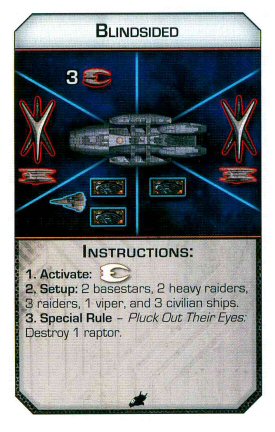 BLINDSIDED
3
INSTRUCTIONS:
1. Activate:
2. Setup: 2 basestars, 2 heavy raiders,
3 raiders, 1 viper, and 3 civilian ships.
3. Special Rule – Pluck Out Their Eyes:
Destroy 1 raptor.